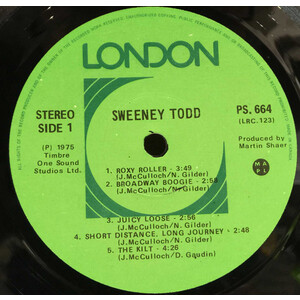 LONDON
STEREO
SIDE 1
SWEENEY TODD
PS. 664
(LRC. 123)
(P) 1975
Timbre
One Sound
Studios Ltd.
Produced by
Martin Shaer
MAPL
1. ROXY ROLLER - 3:49
(J.McCulloch/N. Gilder)
2. BROADWAY BOOGIE - 2:58
(J.McCulloch/N. Gilder)
3. JUICY LOOSE - 2:56
(J.McCulloch/N. Gilder)
4. SHORT DISTANCE, LONG JOURNEY - 2:48
(J.McCulloch/N. Gilder)
5. THE KILT - 4:26
(J.McCulloch/D. Gaudin)